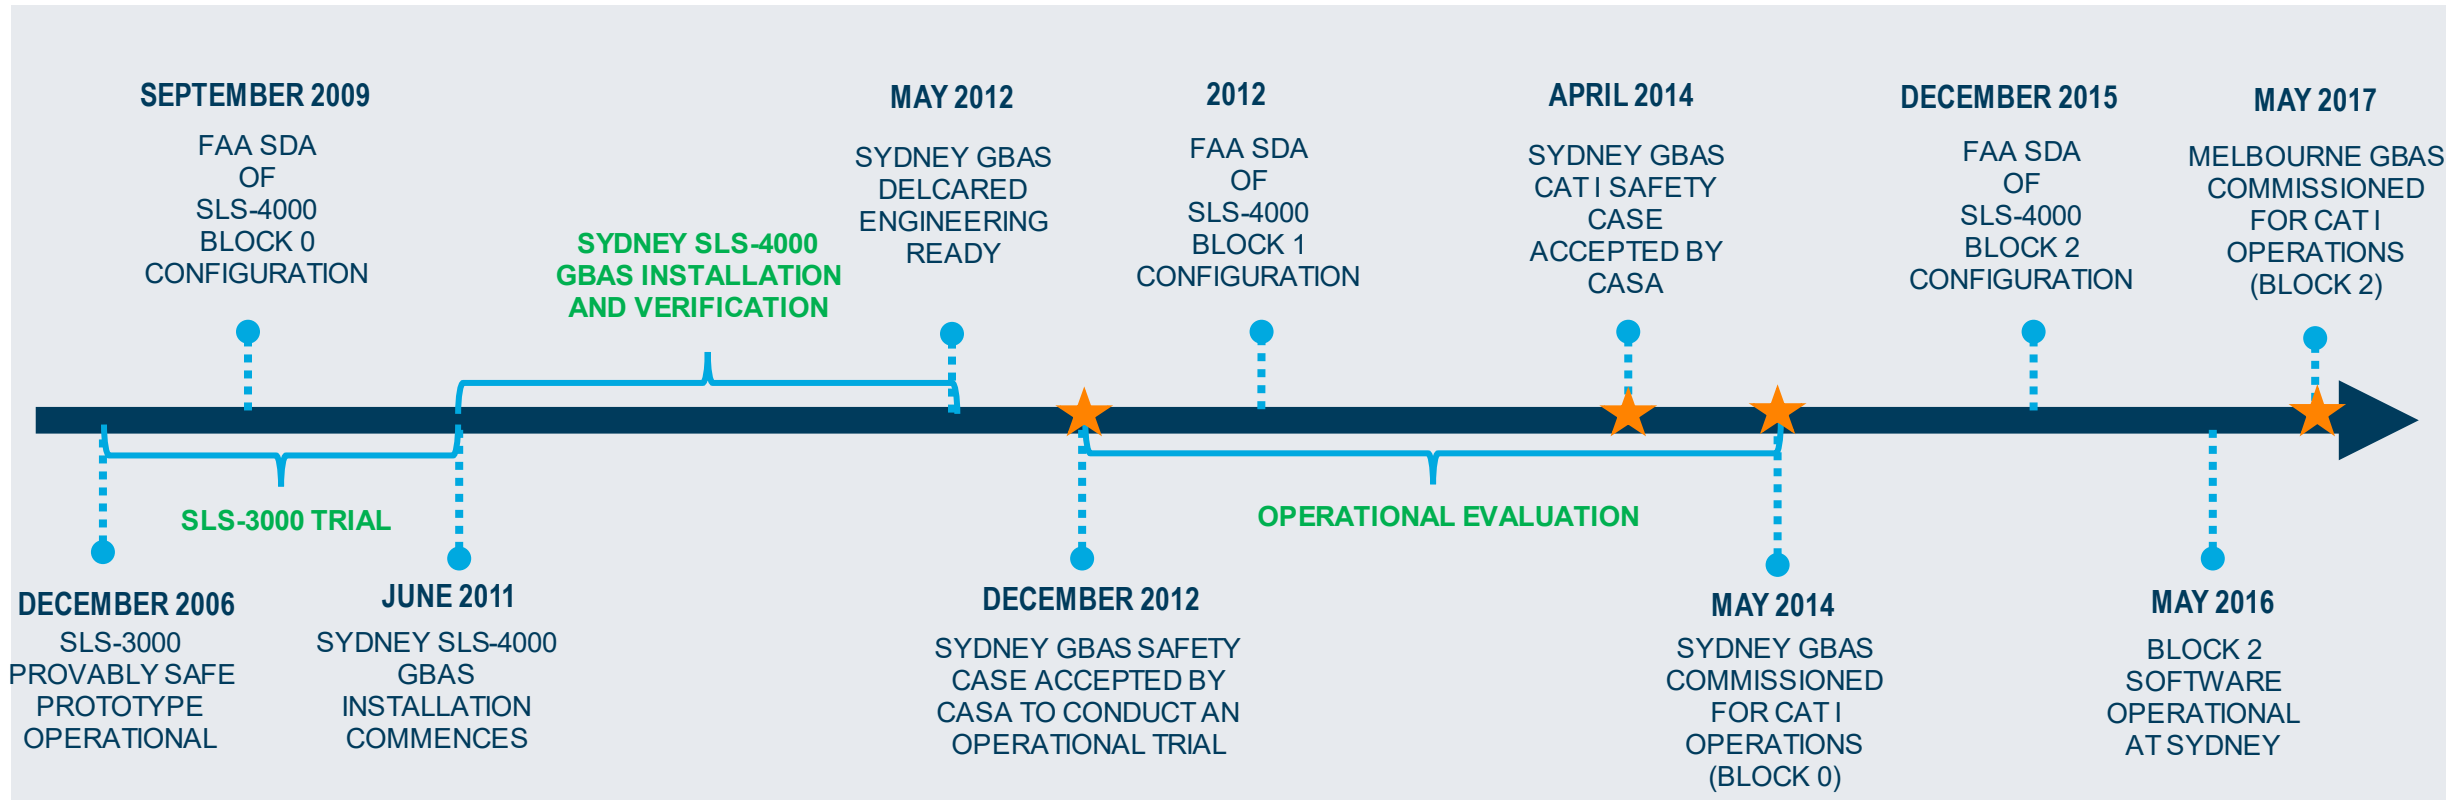 SEPTEMBER 2009
FAA SDA
OF
SLS-4000
BLOCK 0
CONFIGURATION
SYDNEY SLS-4000
GBAS INSTALLATION
AND VERIFICATION
MAY 2012
SYDNEY GBAS
DELCARED
ENGINEERING
READY
2012
FAA SDA
OF
SLS-4000
BLOCK 1
CONFIGURATION
APRIL 2014
SYDNEY GBAS
CAT I SAFETY
CASE
ACCEPTED BY
CASA
DECEMBER 2015
FAA SDA
OF
SLS-4000
BLOCK 2
CONFIGURATION
MAY 2017
MELBOURNE GBAS
COMMISSIONED
FOR CAT I
OPERATIONS
(BLOCK 2)
SLS-3000 TRIAL
OPERATIONAL EVALUATION
DECEMBER 2006
SLS-3000
PROVABLY SAFE
PROTOTYPE
OPERATIONAL
JUNE 2011
SYDNEY SLS-4000
GBAS
INSTALLATION
COMMENCES
DECEMBER 2012
SYDNEY GBAS SAFETY
CASE ACCEPTED BY
CASA TO CONDUCT AN
OPERATIONAL TRIAL
MAY 2014
SYDNEY GBAS
COMMISSIONED
FOR CAT I
OPERATIONS
(BLOCK 0)
MAY 2016
BLOCK 2
SOFTWARE
OPERATIONAL
AT SYDNEY